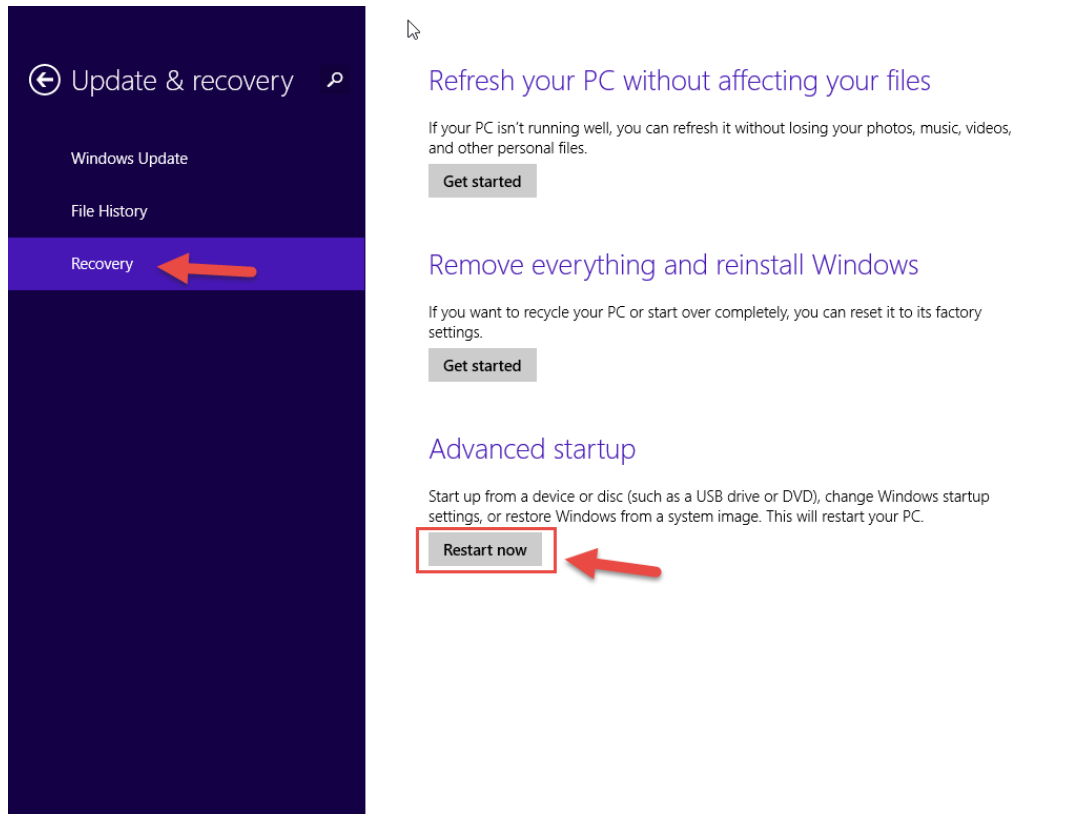 Update & recovery
Windows Update
File History
Recovery
Refresh your PC without affecting your files
If your PC isn't running well, you can refresh it without losing your photos, music, videos,
and other personal files.
Get started
Remove everything and reinstall Windows
If you want to recycle your PC or start over completely, you can reset it to its factory
settings.
Get started
Advanced startup
Start up from a device or disc (such as a USB drive or DVD), change Windows startup
settings, or restore Windows from a system image. This will restart your PC.
Restart now